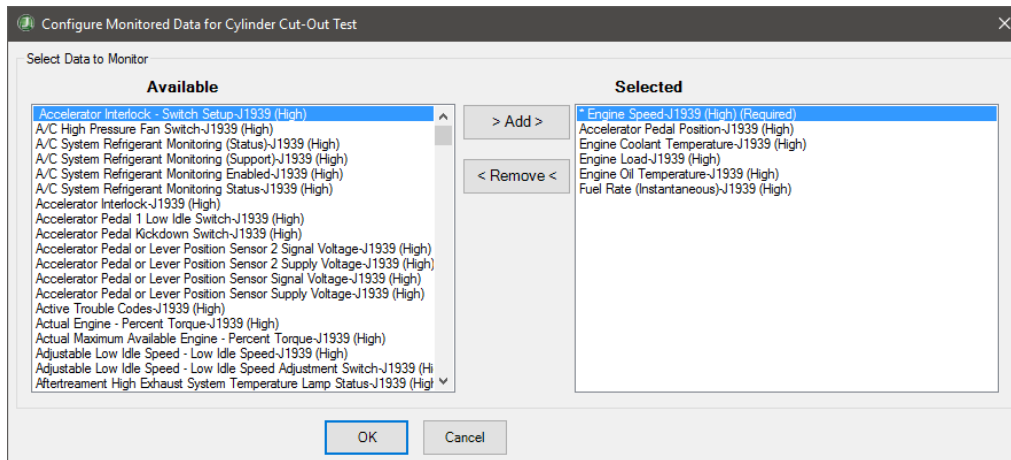 Configure Monitored Data for Cylinder Cut-Out Test
Select Data to Monitor
Available
Accelerator Interlock - Switch Setup-J1939 (High)
A/C High Pressure Fan Switch-J1939 (High)
A/C System Refrigerant Monitoring (Status)-J1939 (High)
A/C System Refrigerant Monitoring (Support)-J1939 (High)
A/C System Refrigerant Monitoring Enabled-J1939 (High)
A/C System Refrigerant Monitoring Status-J1939 (High)
Accelerator Interlock-J1939 (High)
Accelerator Pedal 1 Low Idle Switch-J1939 (High)
Accelerator Pedal Kickdown Switch-J1939 (High)
Accelerator Pedal or Lever Position Sensor 2 Signal Voltage-J1939 (High)
Accelerator Pedal or Lever Position Sensor 2 Supply Voltage-J1939 (High)
Accelerator Pedal or Lever Position Sensor Signal Voltage-J1939 (High)
Accelerator Pedal or Lever Position Sensor Supply Voltage-J1939 (High)
Active Trouble Codes-J1939 (High)
Actual Engine - Percent Torque-J1939 (High)
Actual Maximum Available Engine - Percent Torque-J1939 (High)
Adjustable Low Idle Speed - Low Idle Speed-J1939 (High)
Adjustable Low Idle Speed - Low Idle Speed Adjustment Switch-J1939 (Hi
Aftertreament High Exhaust System Temperature Lamp Status-J1939 (High
> Add >
< Remove <
Selected
* Engine Speed-J1939 (High) (Required)
Accelerator Pedal Position-J1939 (High)
Engine Coolant Temperature-J1939 (High)
Engine Load-J1939 (High)
Engine Oil Temperature-J1939 (High)
Fuel Rate (Instantaneous)-J1939 (High)
OK
Cancel